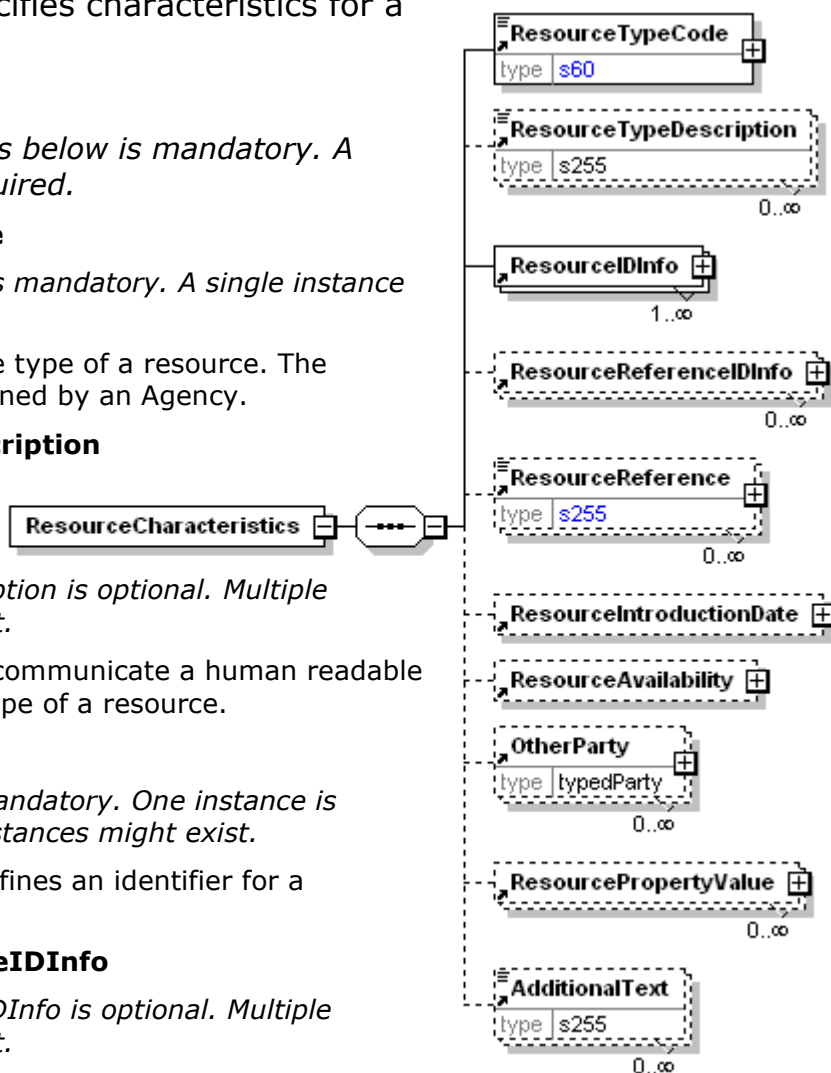 cifies characteristics for a
s below is mandatory. A
uired.
e
s mandatory. A single instance
e type of a resource. The
ned by an Agency.
cription
ption is optional. Multiple
t.
communicate a human readable
pe of a resource.
andatory. One instance is
stances might exist.
fines an identifier for a
eIDInfo
DInfo is optional. Multiple
t.
ResourceCharacteristics
ResourceTypeCode
type s60
ResourceTypeDescription
type s255
0..∞
ResourceIDInfo
1..∞
ResourceReferenceIDInfo
0..∞
ResourceReference
type s255
0..∞
ResourceIntroductionDate
ResourceAvailability
OtherParty
type typedParty
0..∞
ResourcePropertyValue
0..∞
AdditionalText
type s255
0..∞